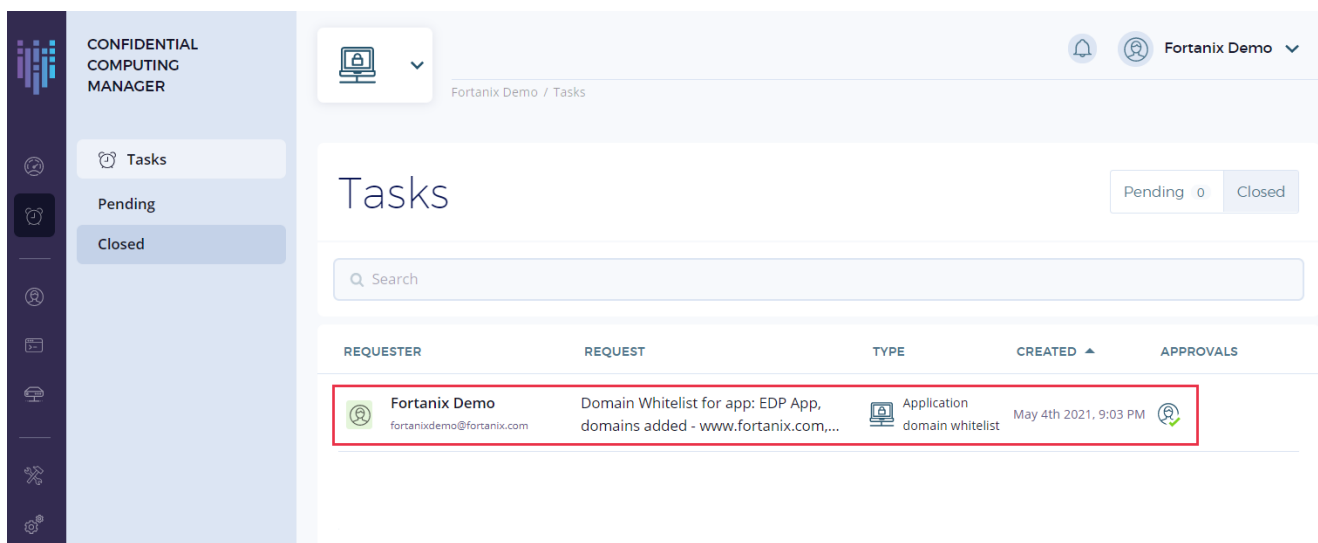 CONFIDENTIAL
COMPUTING
MANAGER
Fortanix Demo
Fortanix Demo / Tasks
Tasks
Pending
Closed
Tasks
Pending 0 Closed
Search
REQUESTER REQUEST TYPE CREATED APPROVALS
Fortanix Demo
fortanixdemo@fortanix.com
Domain Whitelist for app: EDP App,
domains added - www.fortanix.com,...
Application
domain whitelist
May 4th 2021, 9:03 PM